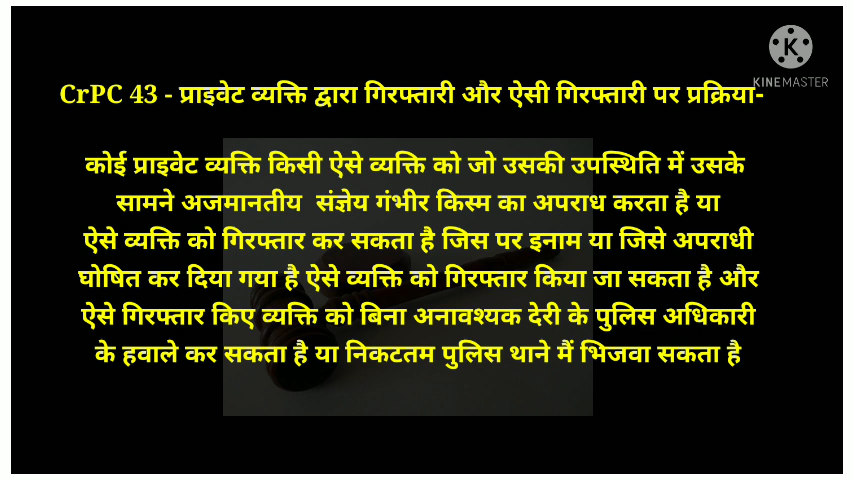 K
KINEMASTER
CrPC 43 - प्राइवेट व्यक्ति द्वारा गिरफ्तारी और ऐसी गिरफ्तारी पर प्रक्रिया-
कोई प्राइवेट व्यक्ति किसी ऐसे व्यक्ति को जो उसकी उपस्थिति में उसके
सामने अजमानतीय संज्ञेय गंभीर किस्म का अपराध करता है या
ऐसे व्यक्ति को गिरफ्तार कर सकता है जिस पर इनाम या जिसे अपराधी
घोषित कर दिया गया है ऐसे व्यक्ति को गिरफ्तार किया जा सकता है और
ऐसे गिरफ्तार किए व्यक्ति को बिना अनावश्यक देरी के पुलिस अधिकारी
के हवाले कर सकता है या निकटतम पुलिस थाने मैं भिजवा सकता है